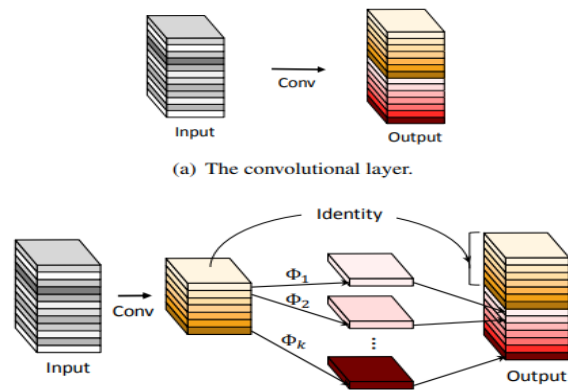 Conv
Input
Output
(a) The convolutional layer.
Identity
Φ1
Conv
Φ2
⋮
Φk
Input
Output